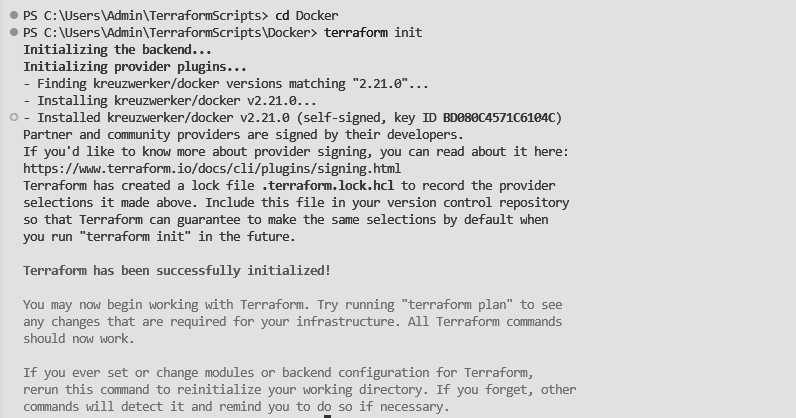 PS C:\Users\Admin\TerraformScripts> cd Docker
PS C:\Users\Admin\TerraformScripts\Docker> terraform init
Initializing the backend...
Initializing provider plugins...
- Finding kreuzwerker/docker versions matching "2.21.0"...
- Installing kreuzwerker/docker v2.21.0...
- Installed kreuzwerker/docker v2.21.0 (self-signed, key ID BD080C4571C6104C)
Partner and community providers are signed by their developers.
If you'd like to know more about provider signing, you can read about it here:
https://www.terraform.io/docs/cli/plugins/signing.html
Terraform has created a lock file .terraform.lock.hcl to record the provider
selections it made above. Include this file in your version control repository
so that Terraform can guarantee to make the same selections by default when
you run "terraform init" in the future.
Terraform has been successfully initialized!
You may now begin working with Terraform. Try running "terraform plan" to see
any changes that are required for your infrastructure. All Terraform commands
should now work.
If you ever set or change modules or backend configuration for Terraform,
rerun this command to reinitialize your working directory. If you forget, other
commands will detect it and remind you to do so if necessary.